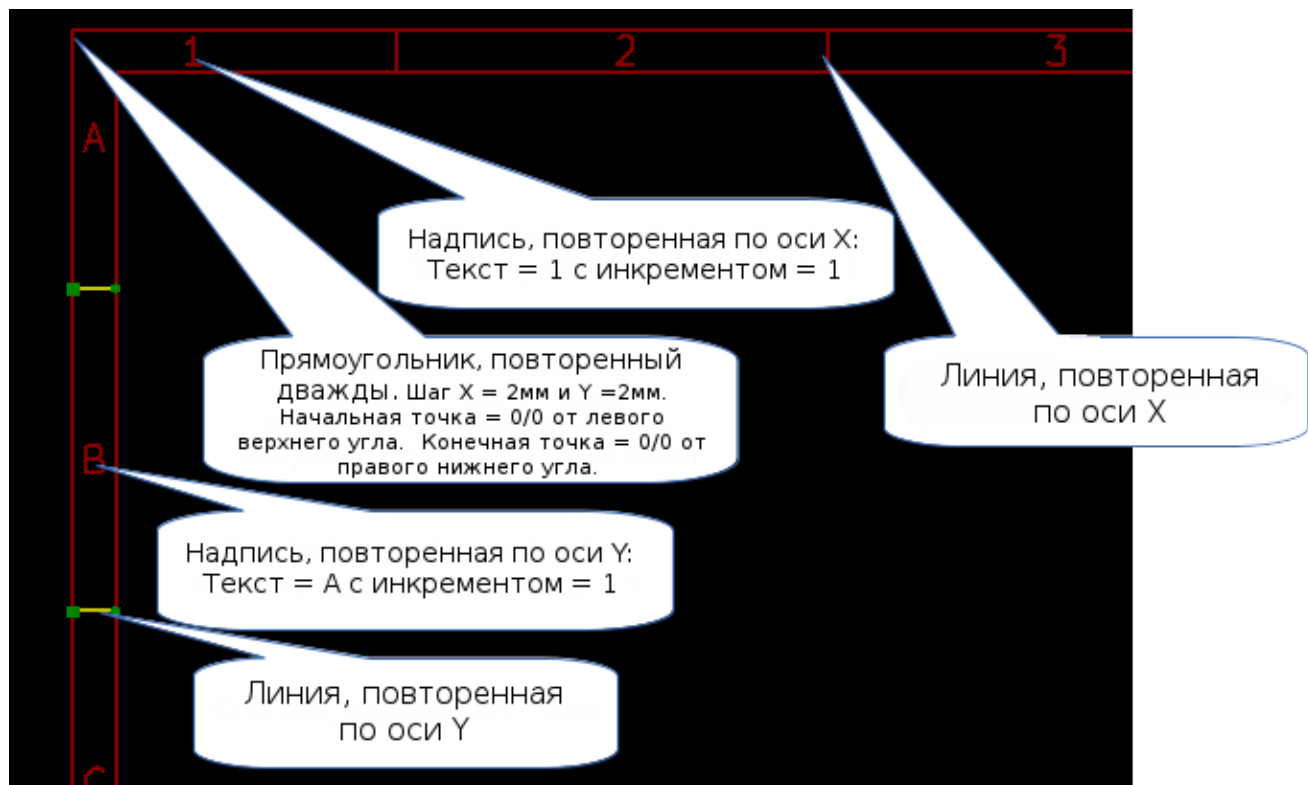 1 2 3
A
Надпись, повторенная по оси X:
Текст = 1 с инкрементом = 1
Прямоугольник, повторенный
дважды. Шаг X = 2мм и Y =2мм.
Начальная точка = 0/0 от левого
верхнего угла. Конечная точка = 0/0 от
правого нижнего угла.
Линия, повторенная
по оси X
B
Надпись, повторенная по оси Y:
Текст = A с инкрементом = 1
Линия, повторенная
по оси Y
C